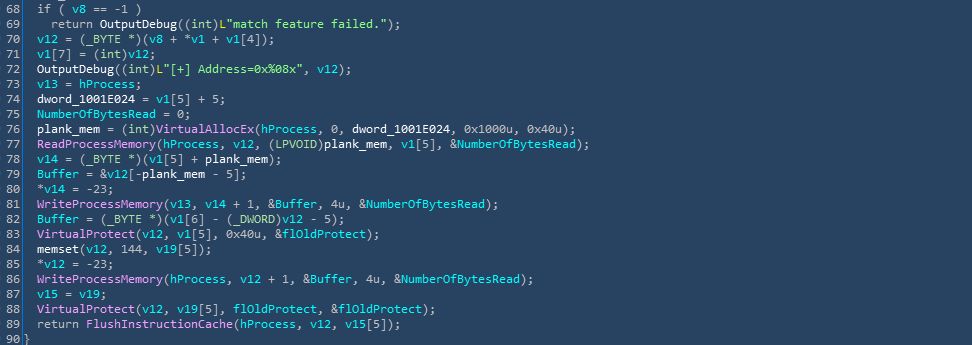 68 if ( v8 == -1 )
69 return OutputDebug((int)L"match feature failed.");
70 v12 = (_BYTE *)(v8 + *v1 + v1[4]);
71 v1[7] = (int)v12;
72 OutputDebug((int)L"[+] Address=0x%08x", v12);
73 v13 = hProcess;
74 dword_1001E024 = v1[5] + 5;
75 NumberOfBytesRead = 0;
76 plank_mem = (int)VirtualAllocEx(hProcess, 0, dword_1001E024, 0x1000u, 0x40u);
77 ReadProcessMemory(hProcess, v12, (LPVOID)plank_mem, v1[5], &NumberOfBytesRead);
78 v14 = (_BYTE *)(v1[5] + plank_mem);
79 Buffer = &v12[-plank_mem - 5];
80 *v14 = -23;
81 WriteProcessMemory(v13, v14 + 1, &Buffer, 4u, &NumberOfBytesRead);
82 Buffer = (_BYTE *)(v1[6] - (_DWORD)v12 - 5);
83 VirtualProtect(v12, v1[5], 0x40u, &flOldProtect);
84 memset(v12, 144, v19[5]);
85 *v12 = -23;
86 WriteProcessMemory(hProcess, v12 + 1, &Buffer, 4u, &NumberOfBytesRead);
87 v15 = v19;
88 VirtualProtect(v12, v19[5], flOldProtect, &flOldProtect);
89 return FlushInstructionCache(hProcess, v12, v15[5]);
90 }